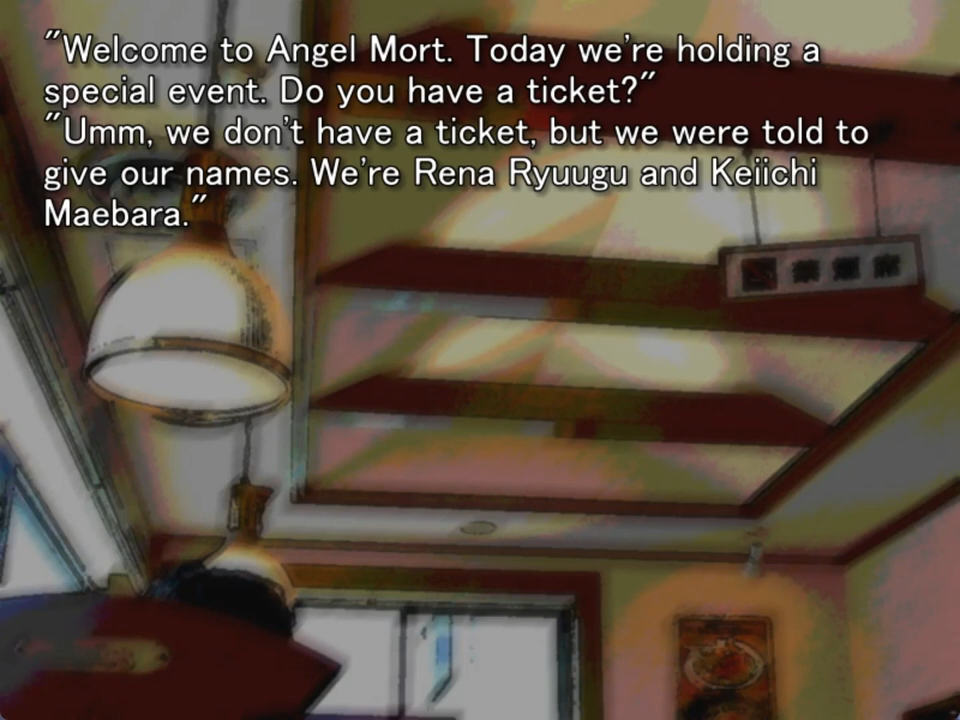 "Welcome to Angel Mort. Today we're holding a
special event. Do you have a ticket?"
"Umm, we don't have a ticket, but we were told to
give our names. We're Rena Ryuugu and Keiichi
Maebara."